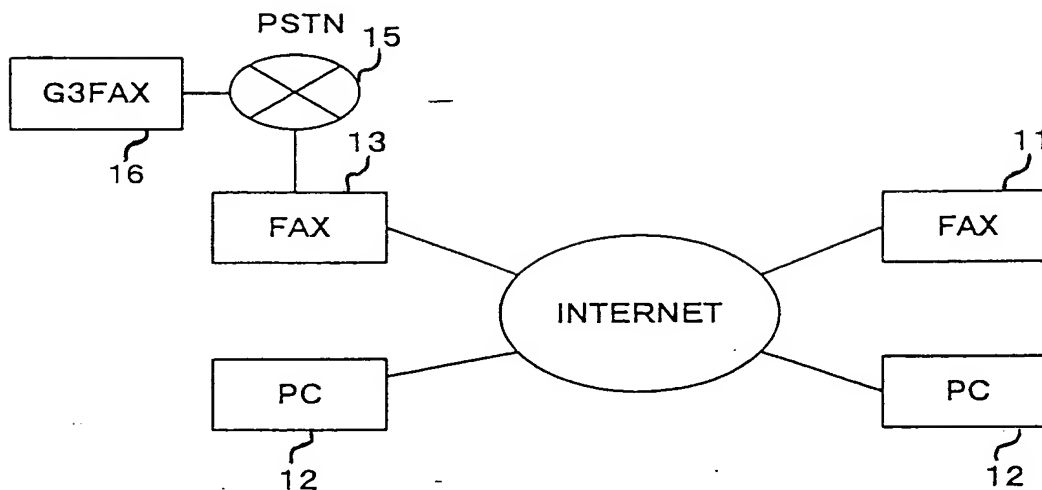 PSTN
15
G3FAX
16
13
11
FAX
FAX
INTERNET
PC
PC
12
12